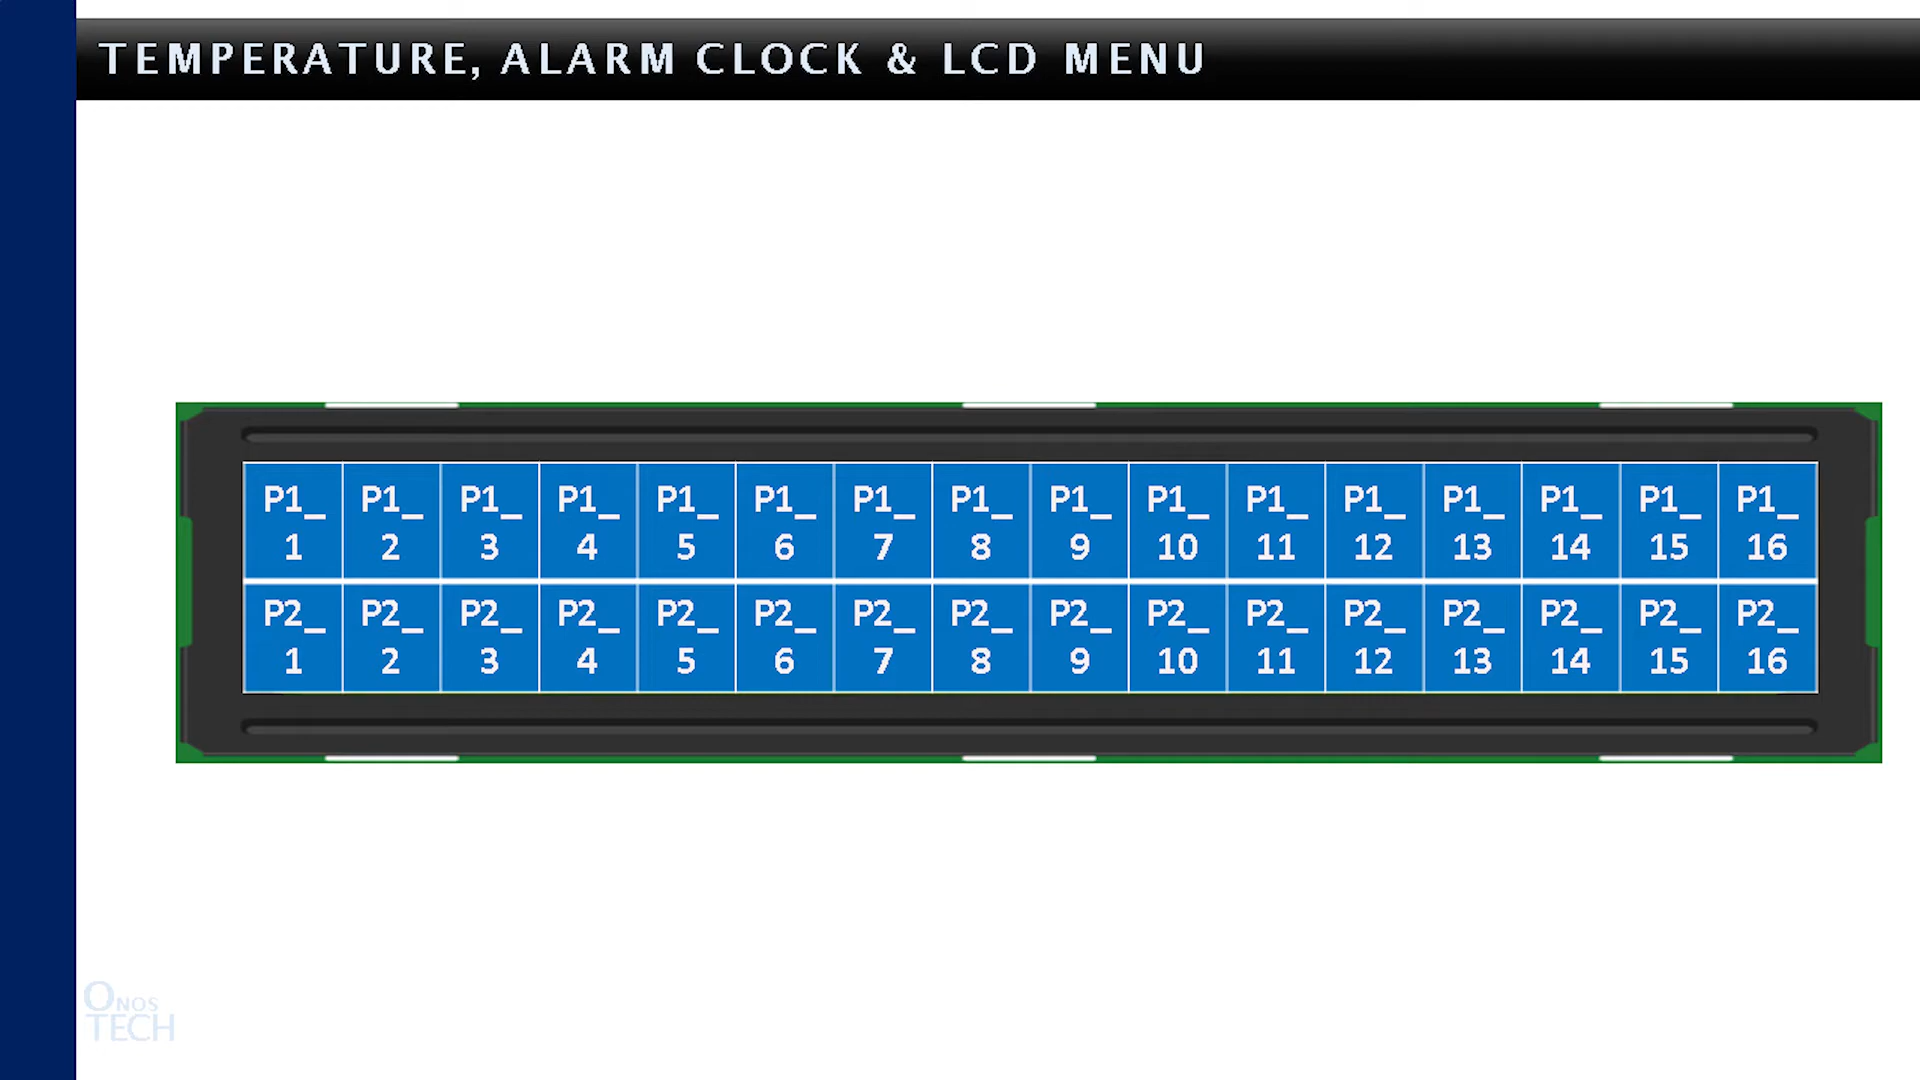 TEMPERATURE, ALARM CLOCK & LCD MENU
P1_ P1_ P1_ P1_ P1_ P1_ P1_ P1_ P1_ P1_ P1_ P1_ P1_ P1_ P1_ P1_
1 2 3 4 5 6 7 8 9 10 11 12 13 14 15 16
P2_ P2_ P2_ P2_ P2_ P2_ P2_ P2_ P2_ P2_ P2_ P2_ P2_ P2_ P2_ P2_
1 2 3 4 5 6 7 8 9 10 11 12 13 14 15 16
ONOS
TECH